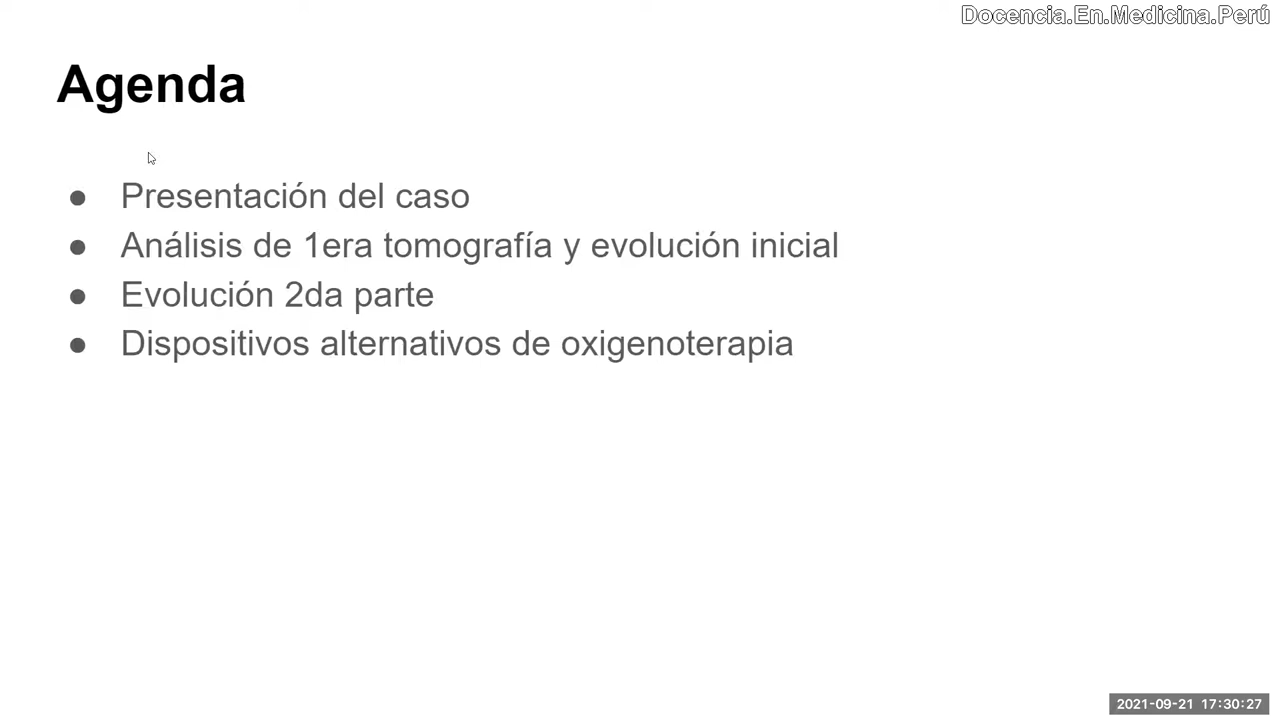 Docencia.En.Medicina.Perú
Agenda
● Presentación del caso
● Análisis de 1era tomografía y evolución inicial
● Evolución 2da parte
● Dispositivos alternativos de oxigenoterapia
2021-09-21 17:30:27